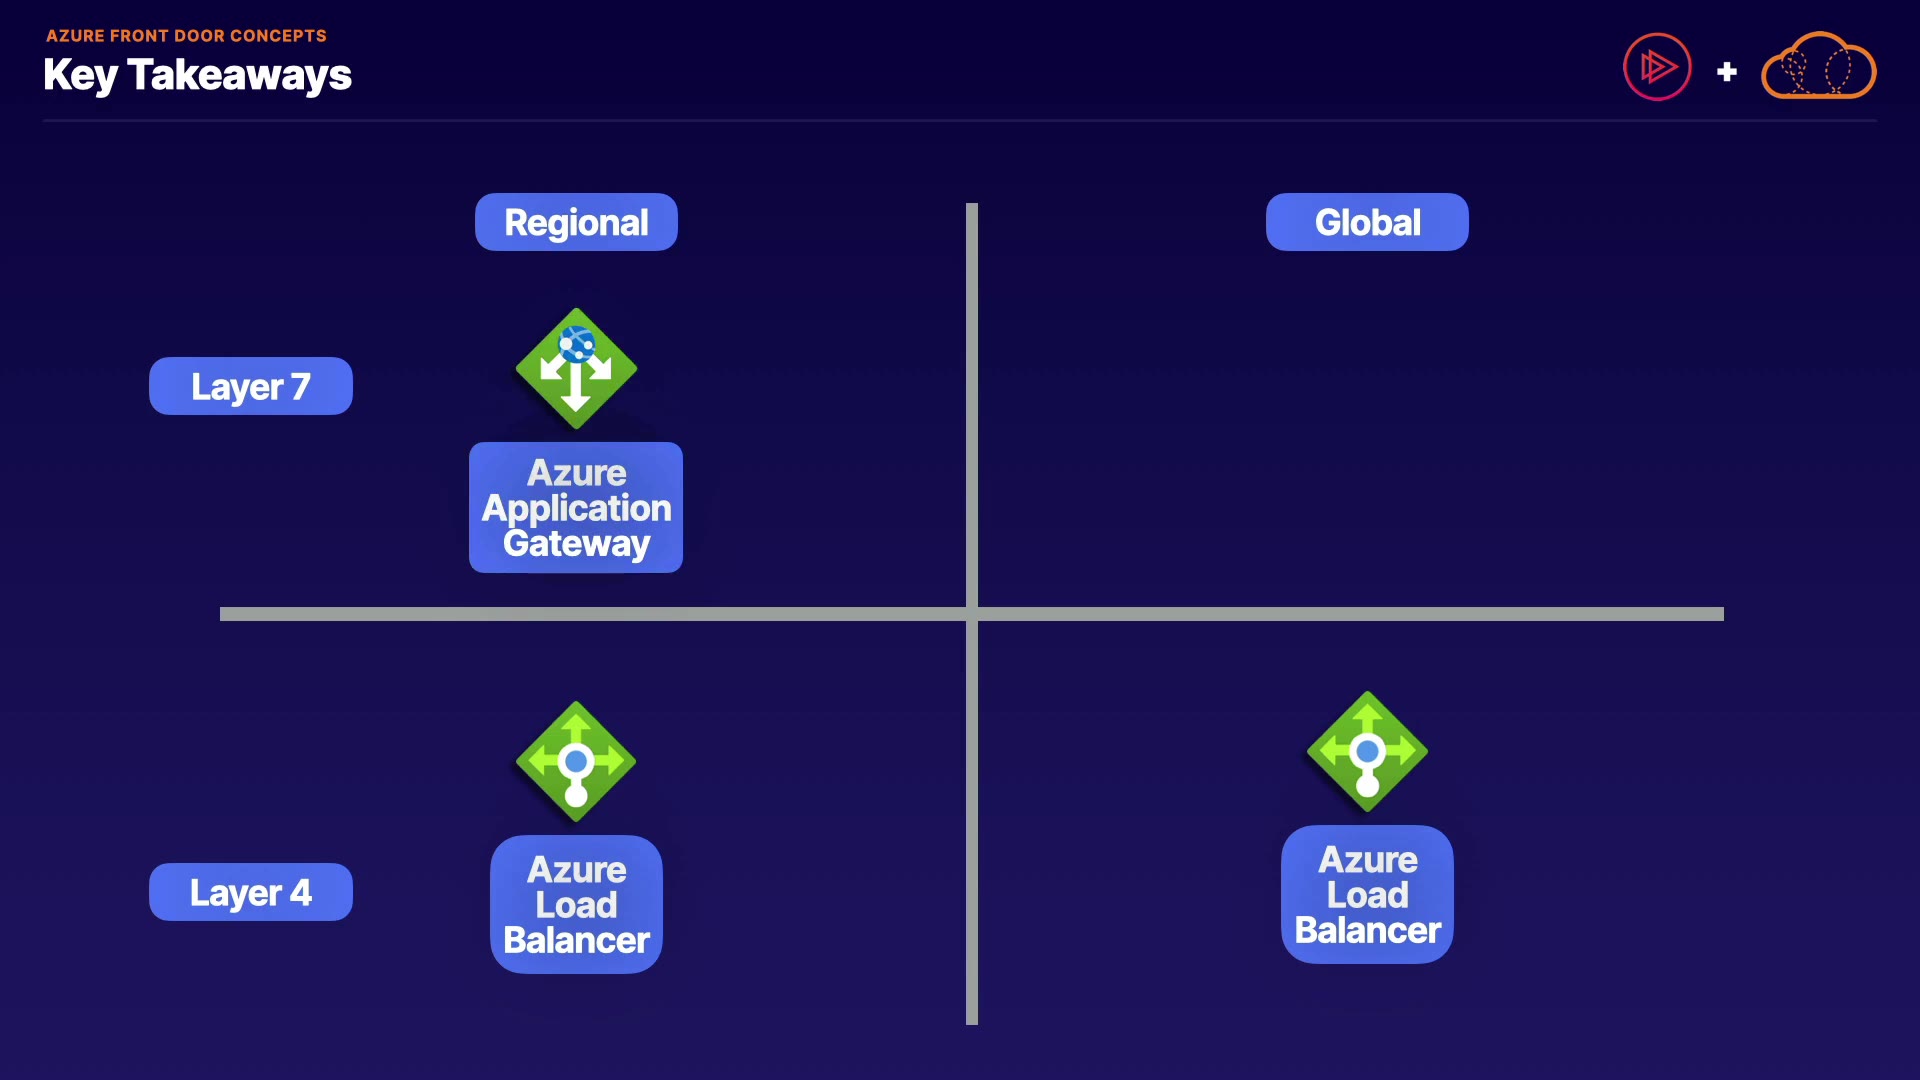 AZURE FRONT DOOR CONCEPTS
Key Takeaways
Regional
Global
Layer 7
Azure
Application
Gateway
Layer 4
Azure
Load
Balancer
Azure
Load
Balancer